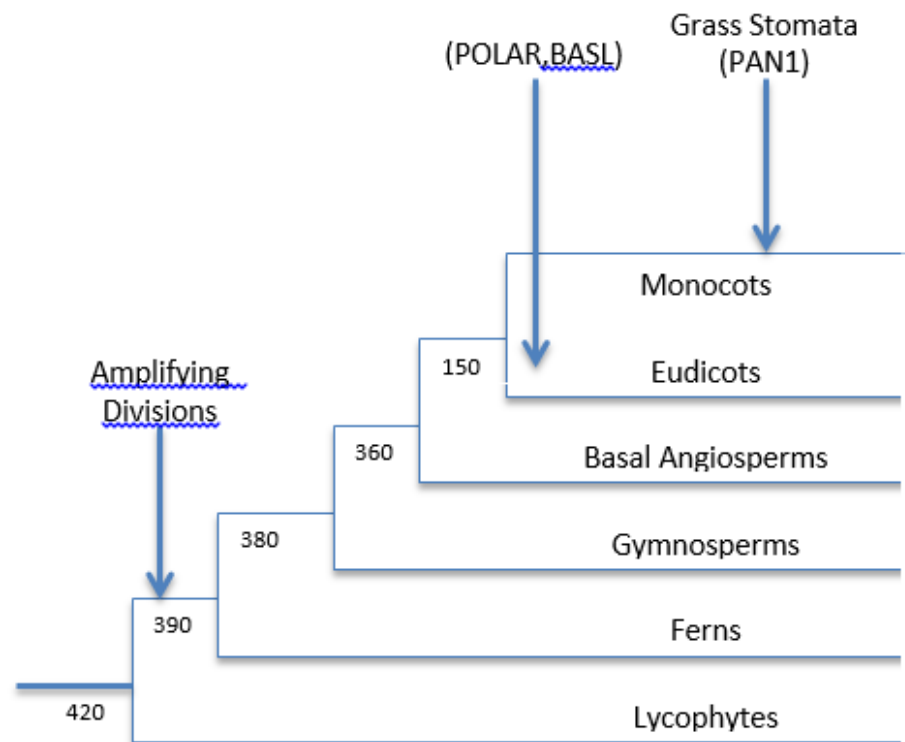 Grass Stomata
(PAN1)
(POLAR,BASL)
Monocots
Amplifying
Divisions
150
Eudicots
360
Basal Angiosperms
380
Gymnosperms
390
Ferns
420
Lycophytes